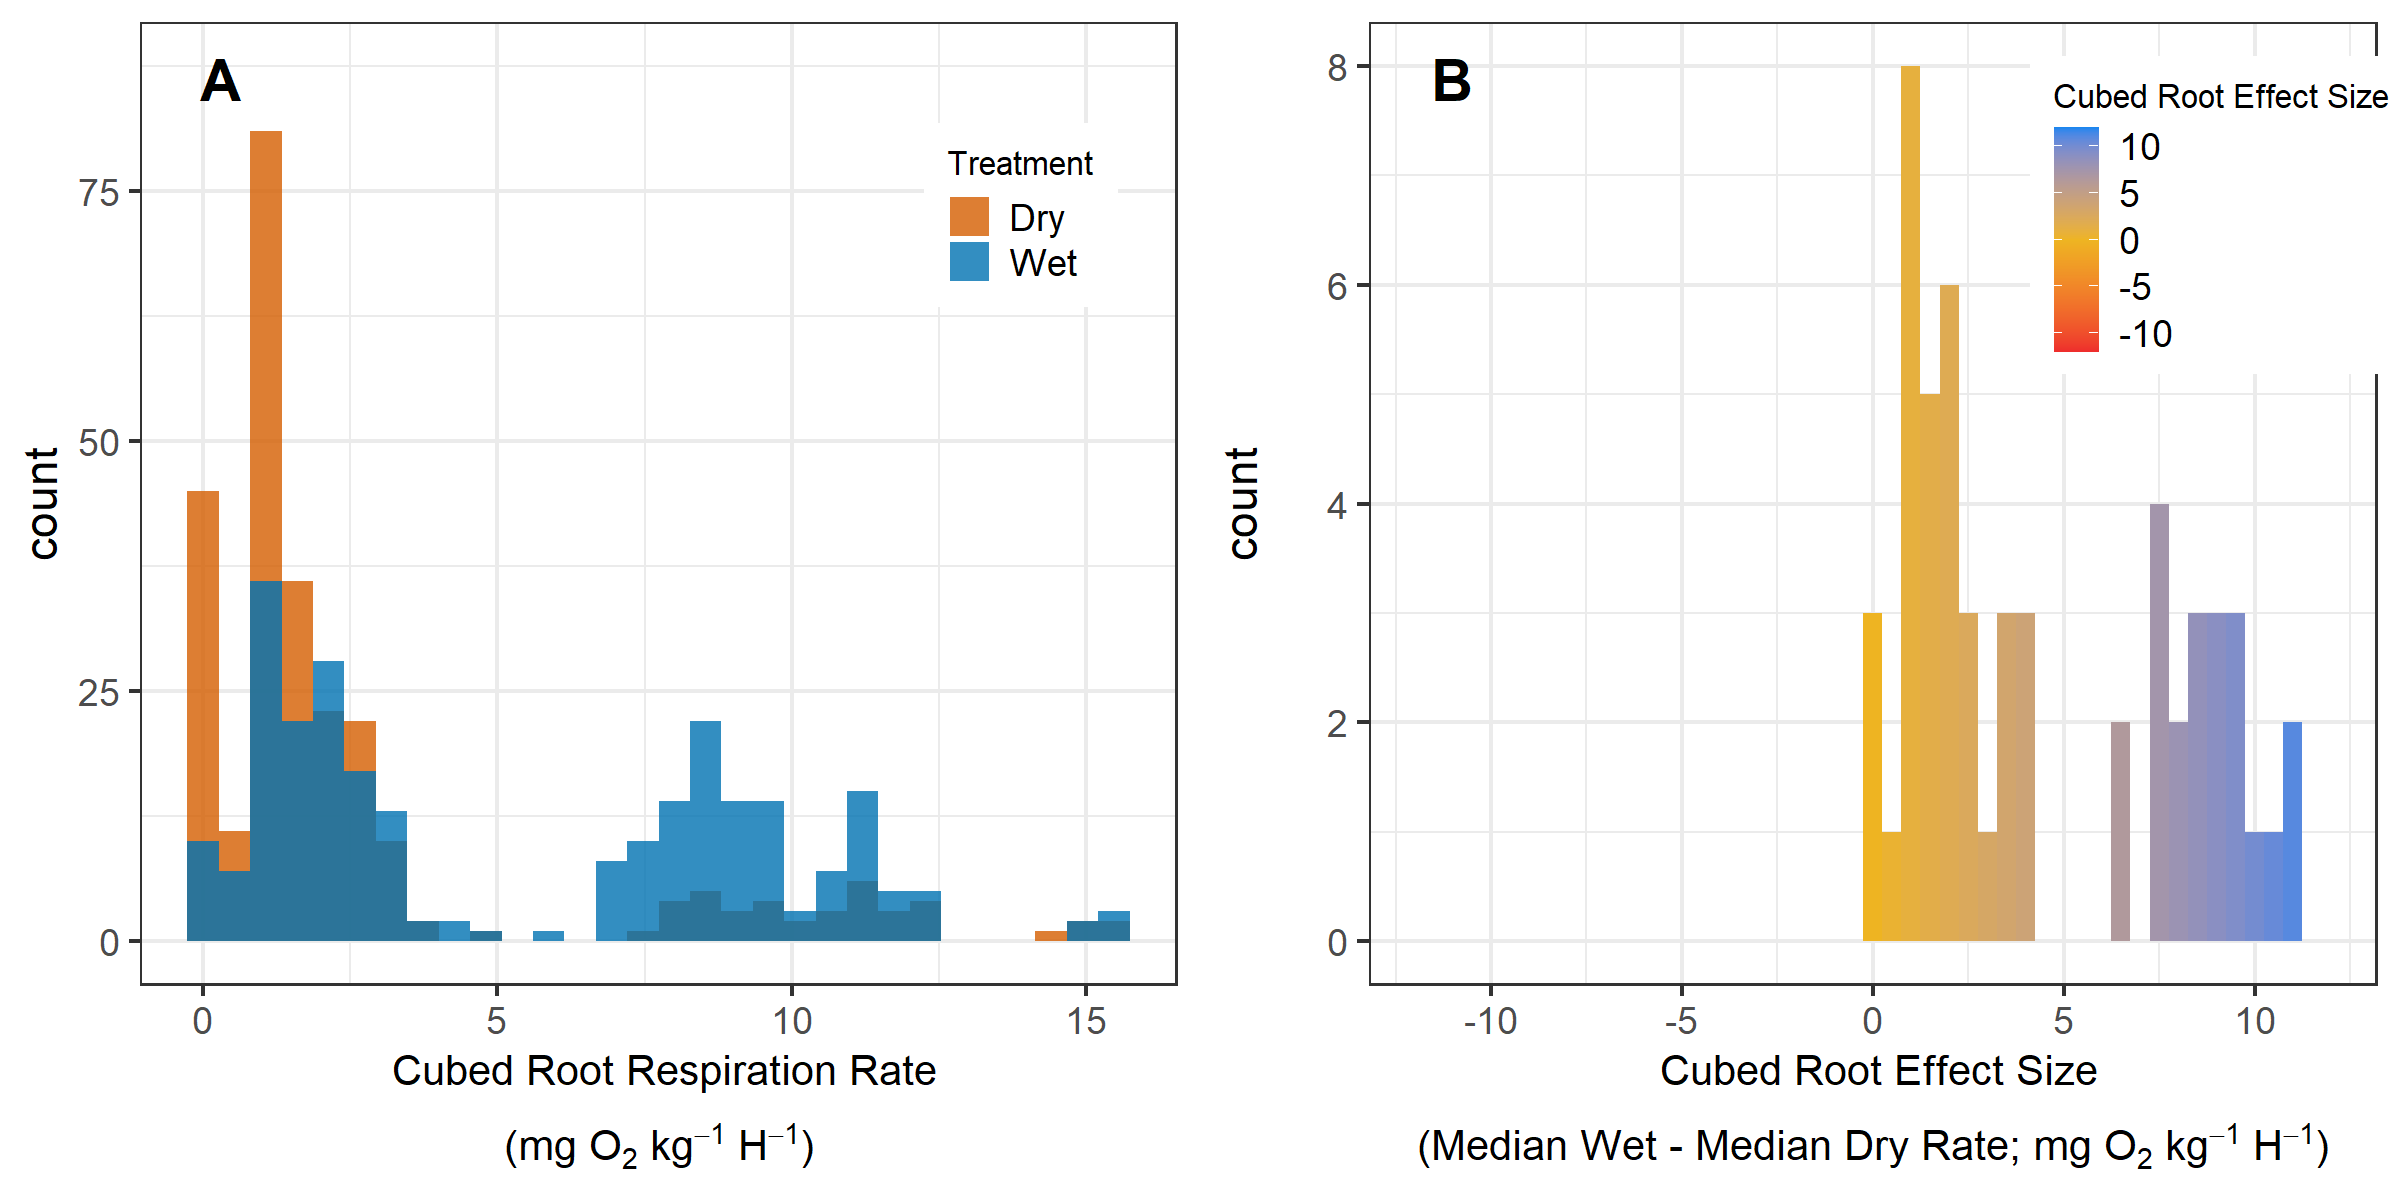 A
Treatment
Dry
Wet
75
50
25
0
count
0 5 10 15
Cubed Root Respiration Rate
(mg O₂ kg⁻¹ H⁻¹)
B
Cubed Root Effect Size
10
5
0
-5
-10
8
6
4
2
0
count
-10 -5 0 5 10
Cubed Root Effect Size
(Median Wet - Median Dry Rate; mg O₂ kg⁻¹ H⁻¹)